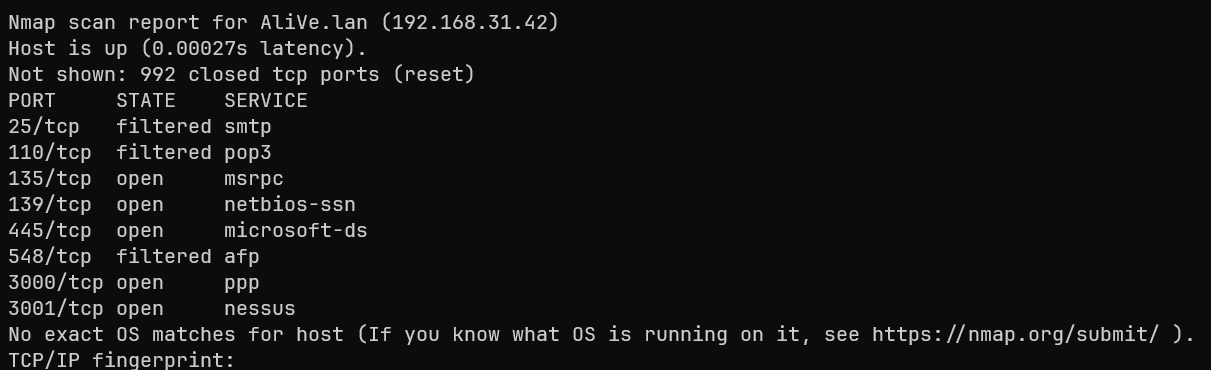 Nmap scan report for AliVe.lan (192.168.31.42)
Host is up (0.00027s latency).
Not shown: 992 closed tcp ports (reset)
PORT     STATE    SERVICE
25/tcp   filtered smtp
110/tcp  filtered pop3
135/tcp  open     msrpc
139/tcp  open     netbios-ssn
445/tcp  open     microsoft-ds
548/tcp  filtered afp
3000/tcp open     ppp
3001/tcp open     nessus
No exact OS matches for host (If you know what OS is running on it, see https://nmap.org/submit/ ).
TCP/IP fingerprint: